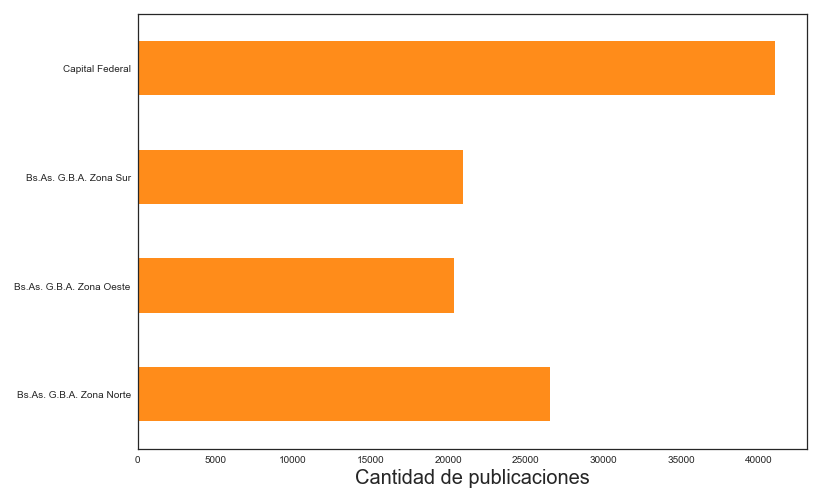 Capital Federal
Bs.As. G.B.A. Zona Sur
Bs.As. G.B.A. Zona Oeste
Bs.As. G.B.A. Zona Norte
0 5000 10000 15000 20000 25000 30000 35000 40000
Cantidad de publicaciones